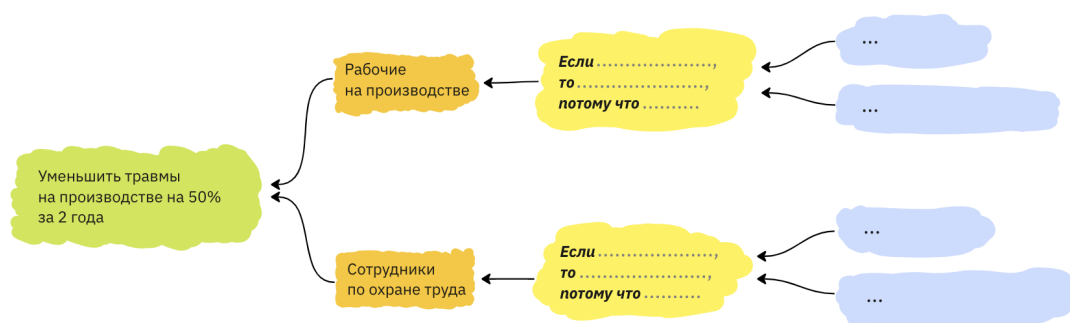 Уменьшить травмы
на производстве на 50%
за 2 года
Рабочие
на производстве
Если ....................,
то ......................,
потому что ..........
...
...
Сотрудники
по охране труда
Если ....................,
то ......................,
потому что ..........
...
...